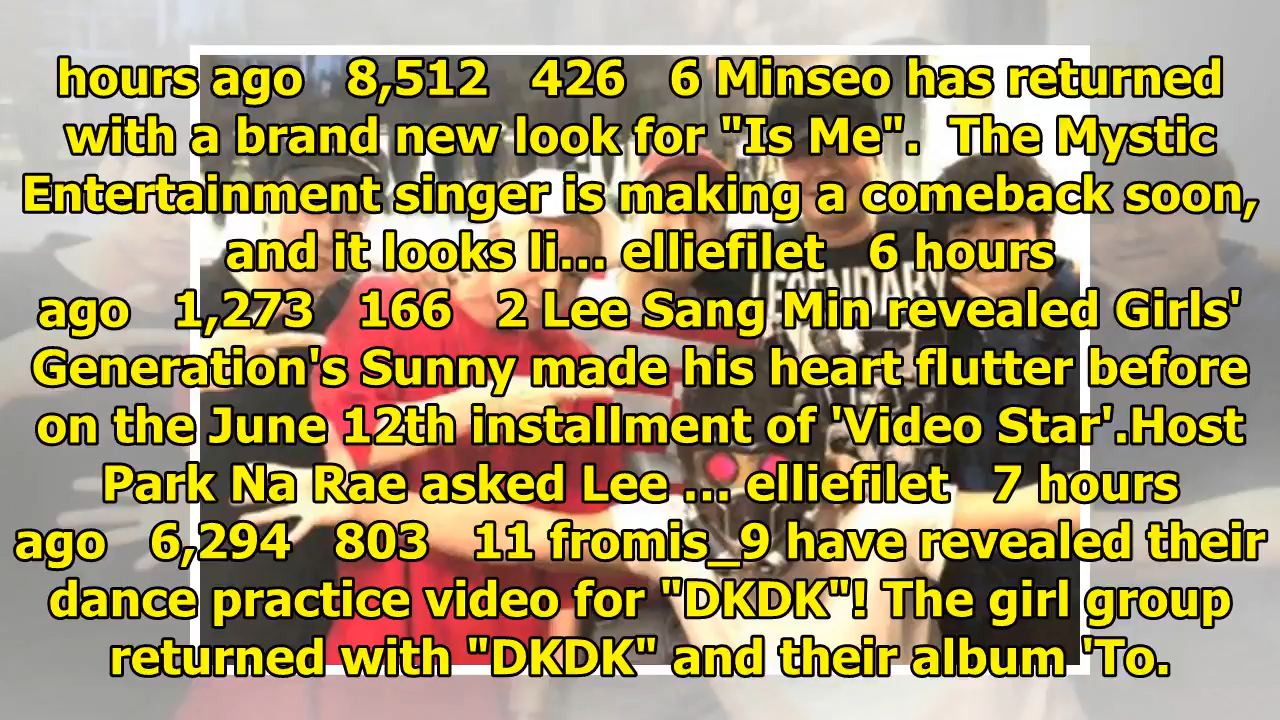 hours ago 8,512 426 6 Minseo has returned
with a brand new look for "Is Me". The Mystic
Entertainment singer is making a comeback soon,
and it looks li... elliefilet 6 hours
ago 1,273 166 2 Lee Sang Min revealed Girls'
Generation's Sunny made his heart flutter before
on the June 12th installment of 'Video Star'.Host
Park Na Rae asked Lee ... elliefilet 7 hours
ago 6,294 803 11 fromis_9 have revealed their
dance practice video for "DKDK"! The girl group
returned with "DKDK" and their album 'To.
LEGENDARY